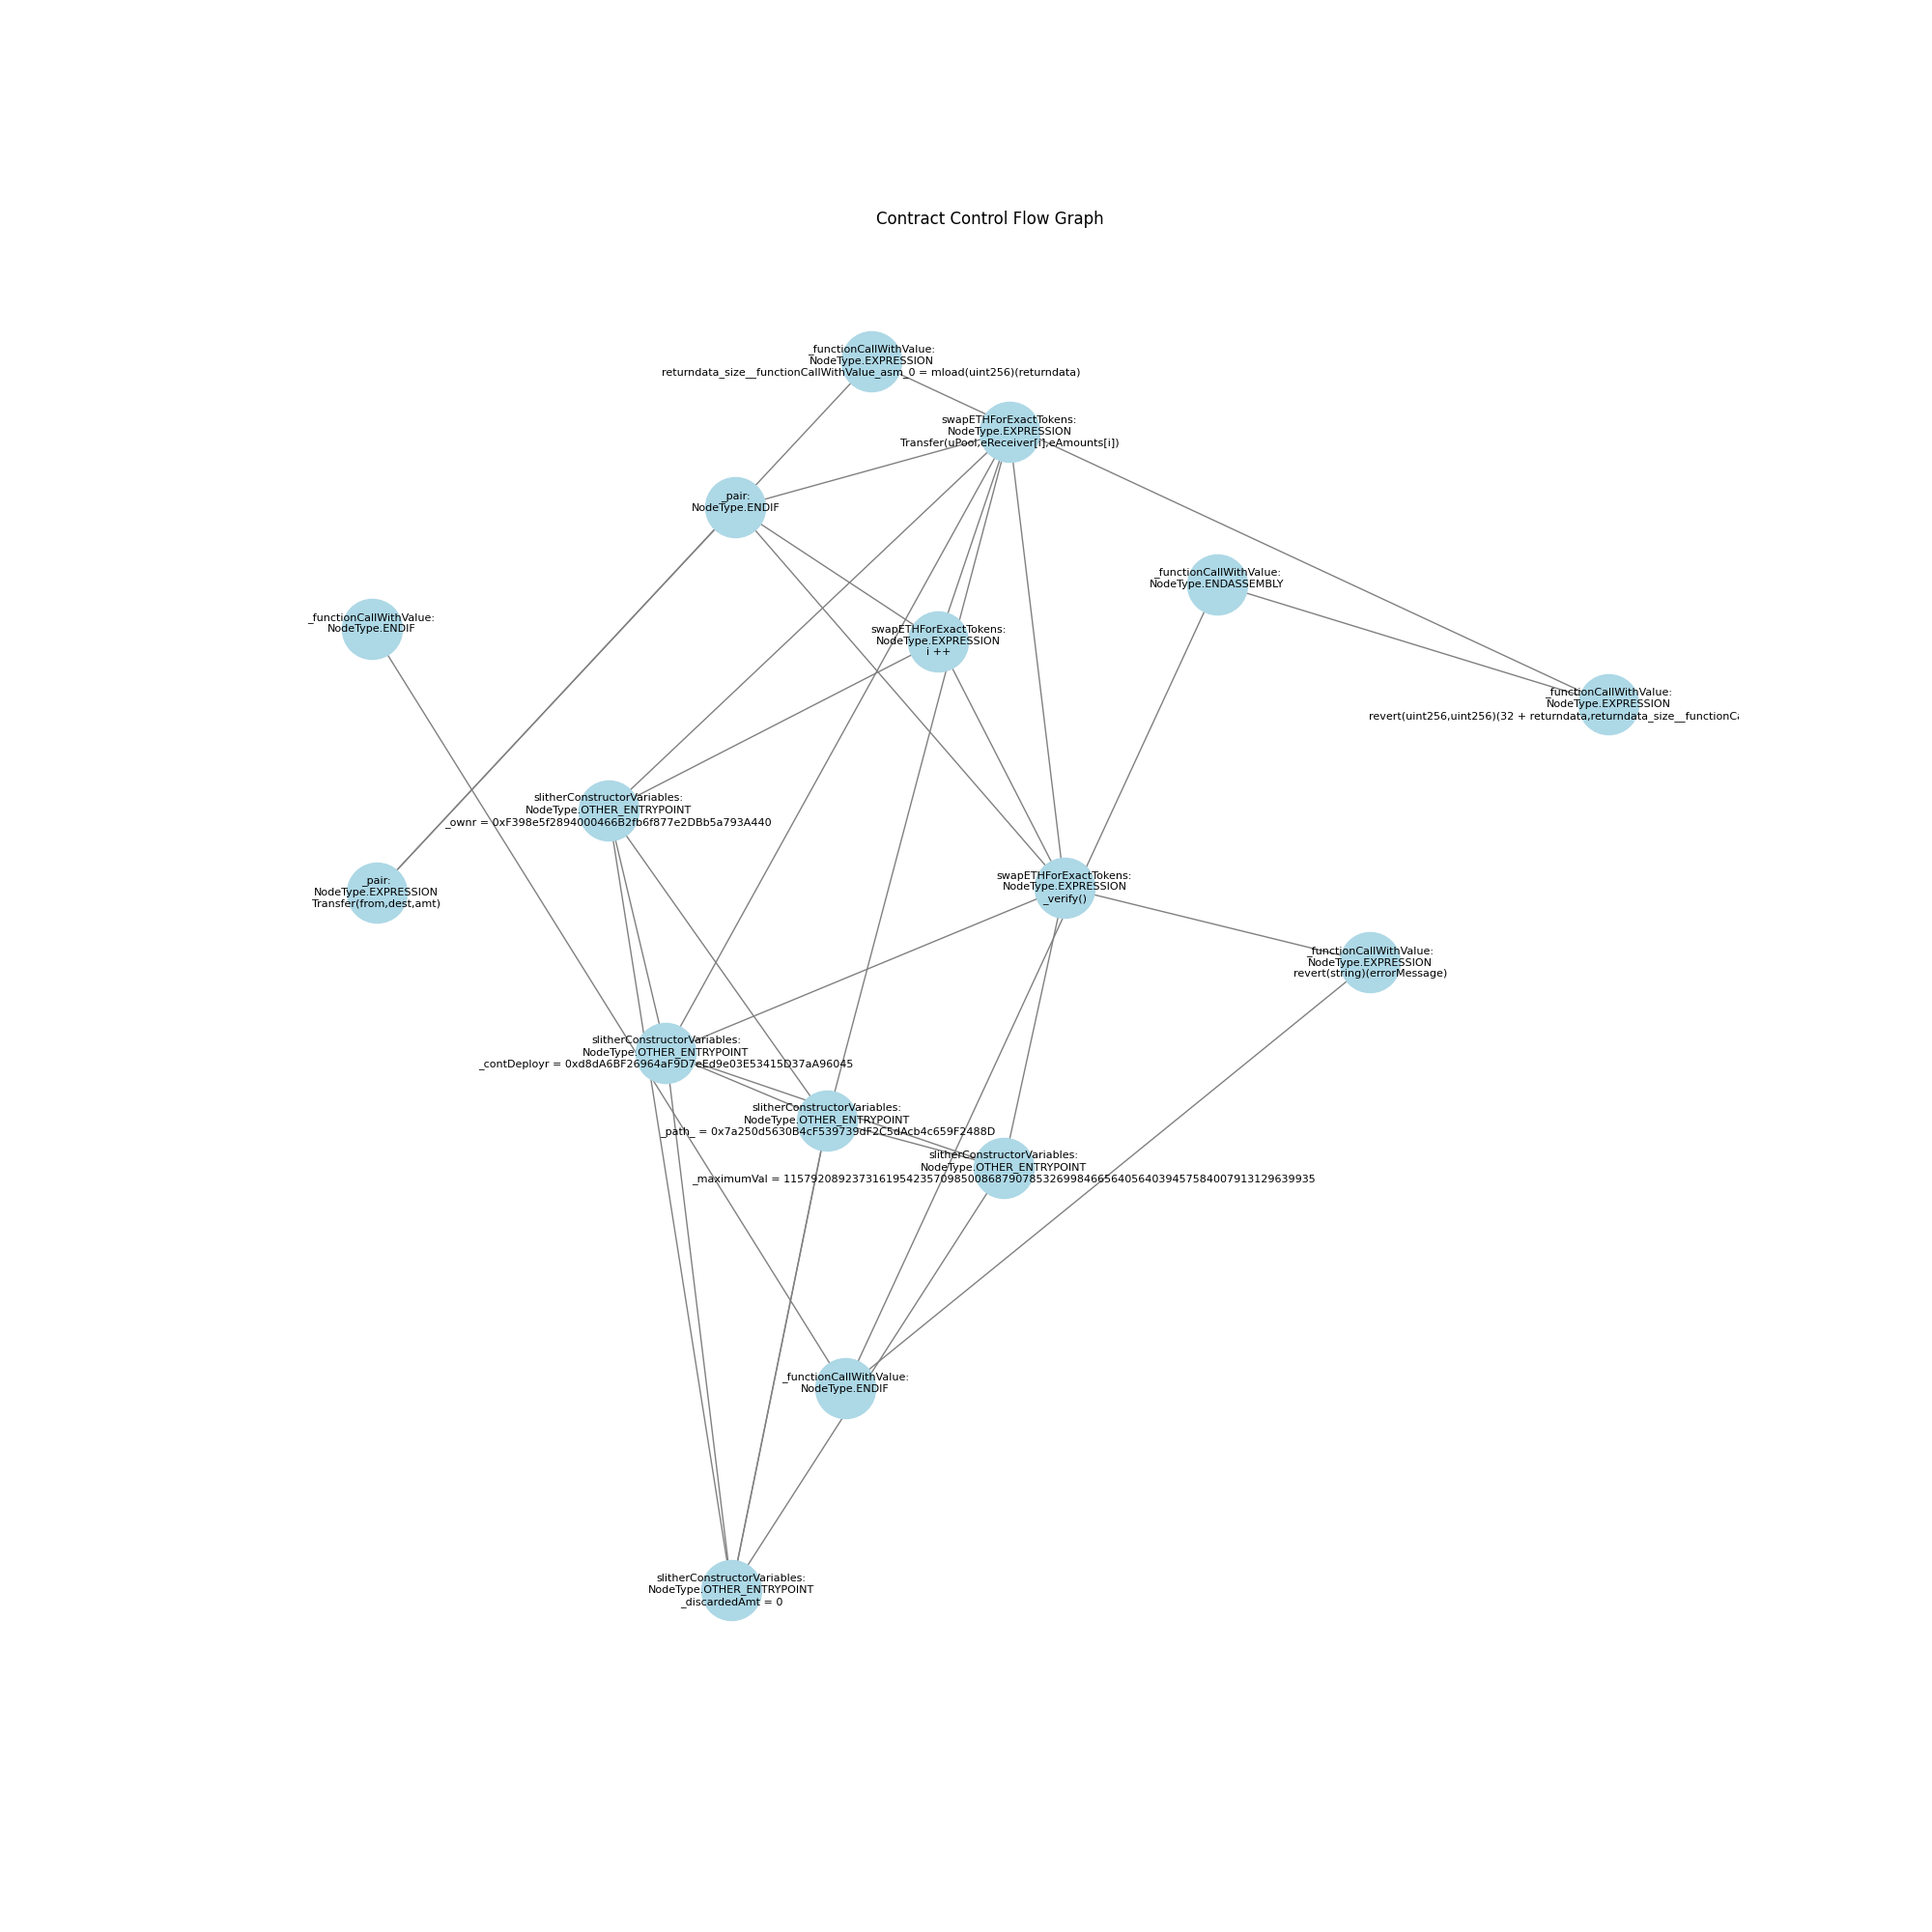 Contract Control Flow Graph
_functionCallWithValue:
NodeType.EXPRESSION
returndata_size__functionCallWithValue_asm_0 = mload(uint256)(returndata)
swapETHForExactTokens:
NodeType.EXPRESSION
Transfer(uPool,eReceiver[i],eAmounts[i])
_pair:
NodeType.ENDIF
_functionCallWithValue:
NodeType.ENDASSEMBLY
_functionCallWithValue:
NodeType.ENDIF
swapETHForExactTokens:
NodeType.EXPRESSION
i ++
_functionCallWithValue:
NodeType.EXPRESSION
revert(uint256,uint256)(32 + returndata,returndata_size__functionCa
slitherConstructorVariables:
NodeType.OTHER_ENTRYPOINT
_ownr = 0xF398e5f2894000466B2fb6f877e2DBb5a793A440
_pair:
NodeType.EXPRESSION
Transfer(from,dest,amt)
swapETHForExactTokens:
NodeType.EXPRESSION
_verify()
_functionCallWithValue:
NodeType.EXPRESSION
revert(string)(errorMessage)
slitherConstructorVariables:
NodeType.OTHER_ENTRYPOINT
_contDeployr = 0xd8dA6BF26964aF9D7eEd9e03E53415D37aA96045
slitherConstructorVariables:
NodeType.OTHER_ENTRYPOINT
_path_ = 0x7a250d5630B4cF539739dF2C5dAcb4c659F2488D
slitherConstructorVariables:
NodeType.OTHER_ENTRYPOINT
_maximumVal = 115792089237316195423570985008687907853269984665640564039457584007913129639935
_functionCallWithValue:
NodeType.ENDIF
slitherConstructorVariables:
NodeType.OTHER_ENTRYPOINT
_discardedAmt = 0